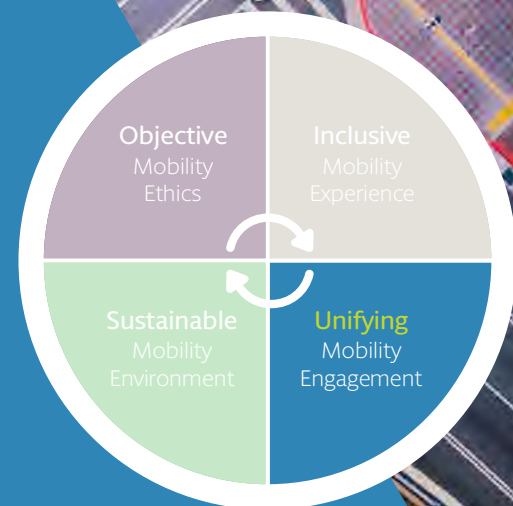 Objective
Mobility
Ethics
Inclusive
Mobility
Experience
Sustainable
Mobility
Environment
Unifying
Mobility
Engagement